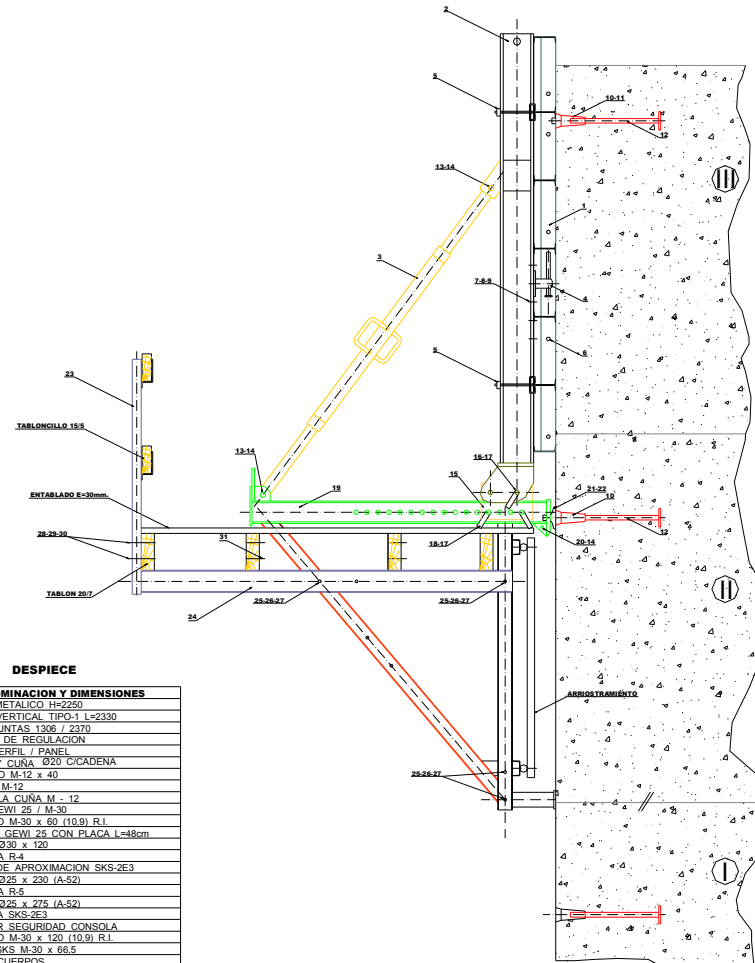 2
5
10-11
12
13-14
III
1
3
7-8-9
4
5
6
23
TABLONCILLO 15/5
13-14
16-17
15
19
21-22
10
ENTABLADO E=30mm.
12
18-17
20-14
28-29-30
31
II
TABLON 20/7
24
25-26-27
25-26-27
DESPIECE
OMINACION Y DIMENSIONES
METALICO H=2250
VERTICAL TIPO-1 L=2330
UNTAS 1306 / 2370
DE REGULACION
ERFIL / PANEL
Y CUÑA Ø20 C/CADENA
O M-12 x 40
M-12
LA CUÑA M - 12
EWI 25 / M-30
O M-30 x 60 (10,9) R.I.
GEWI 25 CON PLACA L=48cm
Ø30 x 120
A R-4
DE APROXIMACION SKS-2E3
Ø25 x 230 (A-52)
A R-5
Ø25 x 275 (A-52)
A SKS-2E3
R SEGURIDAD CONSOLA
O M-30 x 120 (10,9) R.I.
SKS M-30 x 66,5
CUERPOS
ARRIOSTRAMIENTO
25-26-27
I